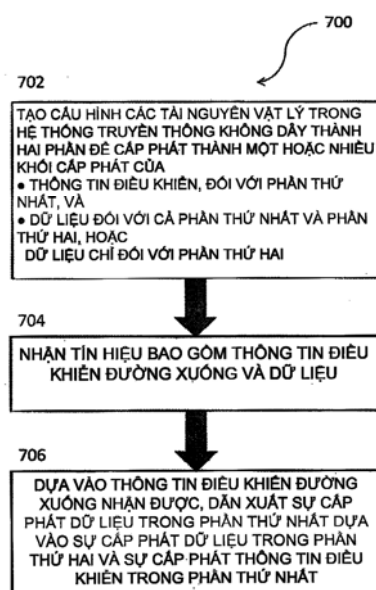 700
702
TẠO CẤU HÌNH CÁC TÀI NGUYÊN VẬT LÝ TRONG
HỆ THỐNG TRUYỀN THÔNG KHÔNG DÂY THÀNH
HAI PHẦN ĐỂ CẤP PHÁT THÀNH MỘT HOẶC NHIỀU
KHỐI CẤP PHÁT CỦA
● THÔNG TIN ĐIỀU KHIỂN, ĐỐI VỚI PHẦN THỨ
NHẤT, VÀ
● DỮ LIỆU ĐỐI VỚI CẢ PHẦN THỨ NHẤT VÀ PHẦN
THỨ HAI, HOẶC
DỮ LIỆU CHỈ ĐỐI VỚI PHẦN THỨ HAI
704
NHẬN TÍN HIỆU BAO GỒM THÔNG TIN ĐIỀU
KHIỂN ĐƯỜNG XUỐNG VÀ DỮ LIỆU
706
DỰA VÀO THÔNG TIN ĐIỀU KHIỂN ĐƯỜNG
XUỐNG NHẬN ĐƯỢC, DẪN XUẤT SỰ CẤP
PHÁT DỮ LIỆU TRONG PHẦN THỨ NHẤT DỰA
VÀO SỰ CẤP PHÁT DỮ LIỆU TRONG PHẦN
THỨ HAI VÀ SỰ CẤP PHÁT THÔNG TIN ĐIỀU
KHIỂN TRONG PHẦN THỨ NHẤT